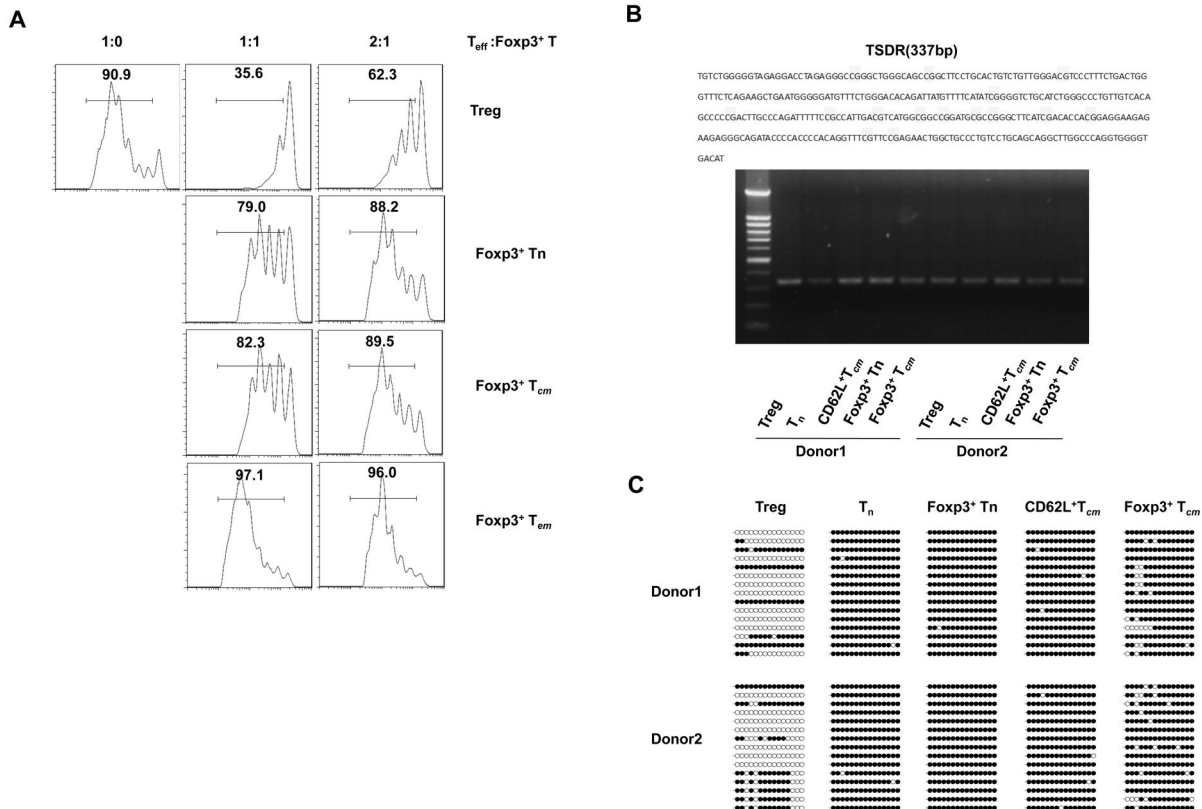 A
1:0 1:1 2:1 Teff :Foxp3+ T
90.9 35.6 62.3
Treg
79.0 88.2
Foxp3+ Tn
82.3 89.5
Foxp3+ Tcm
97.1 96.0
Foxp3+ Tem
B
TSDR(337bp)
TGTCTGGGGGTAGAGGACCTAGAGGGCCGGGCTGGGCAGCCGGCTTCCTGCACTGTCTGTTGGGACGTCCCTTTCTGACTGG
GTTTCTCAGAAGCTGAATGGGGGATGTTTCTGGGACACAGATTATGTTTTCATATCGGGGTCTGCATCTGGGCCCTGTTGTCACA
GCCCCCGACTTGCCCAGATTTTTCCGCCATTGACGTCATGGCGGCCGGATGCGCCGGGCTTCATCGACACCACGGAGGAAGAG
AAGAGGGCAGATACCCCACCCCACAGGTTTCGTTCCGAGAACTGGCTGCCCTGTCCTGCAGCAGGCTTGGCCCAGGTGGGGT
GACAT
Treg Tn CD62L+Tcm Foxp3+ Tn Foxp3+ Tcm Treg Tn CD62L+Tcm Foxp3+ Tn Foxp3+ Tcm
Donor1 Donor2
C
Treg Tn Foxp3+ Tn CD62L+Tcm Foxp3+ Tcm
Donor1
Donor2